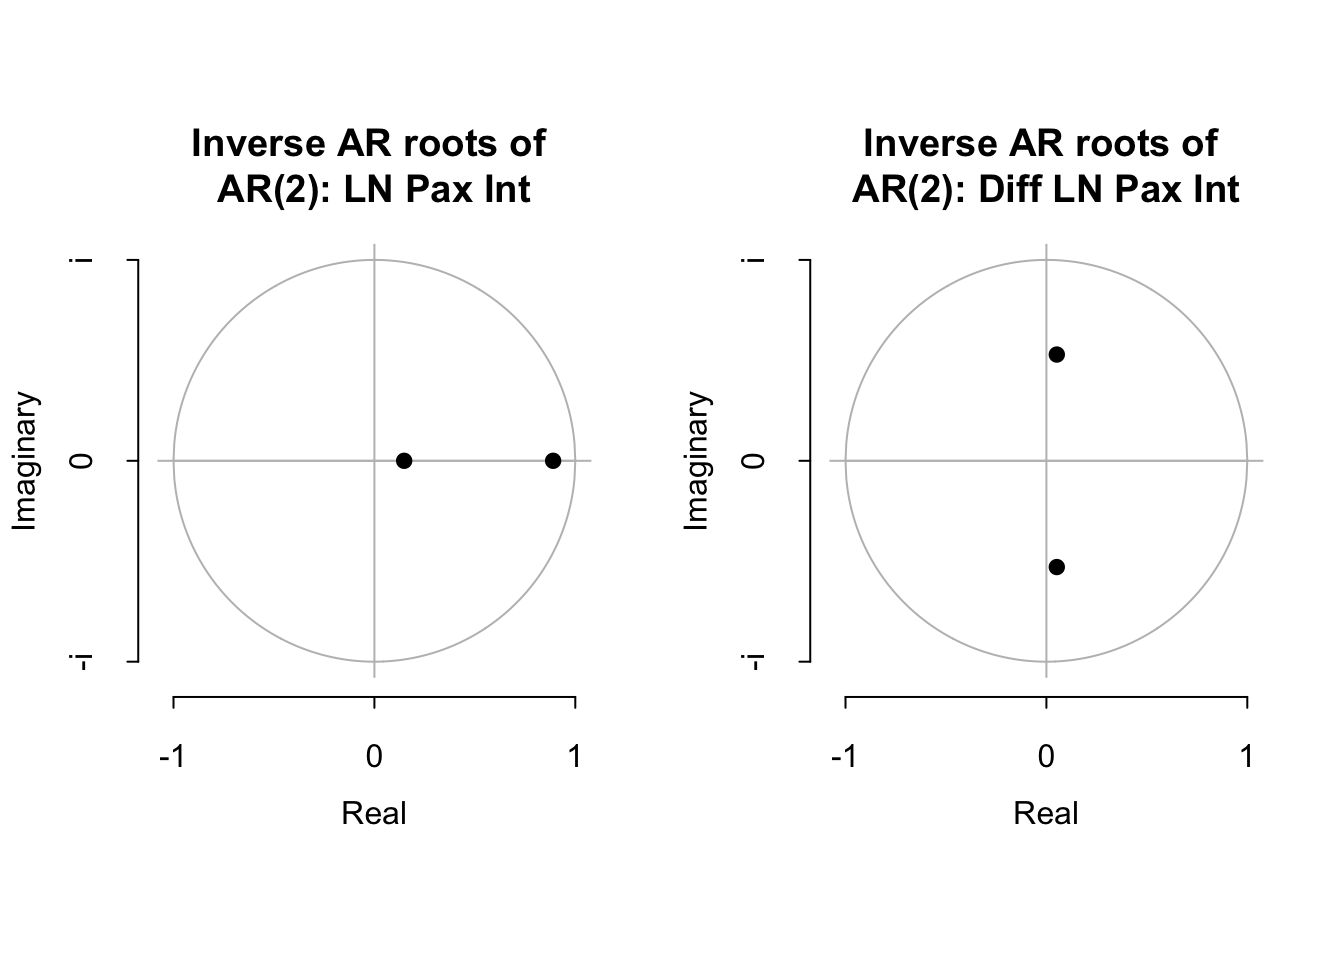 Inverse AR roots of
AR(2): LN Pax Int
i
0
-i
Imaginary
-1 0 1
Real
Inverse AR roots of
AR(2): Diff LN Pax Int
i
0
-i
Imaginary
-1 0 1
Real